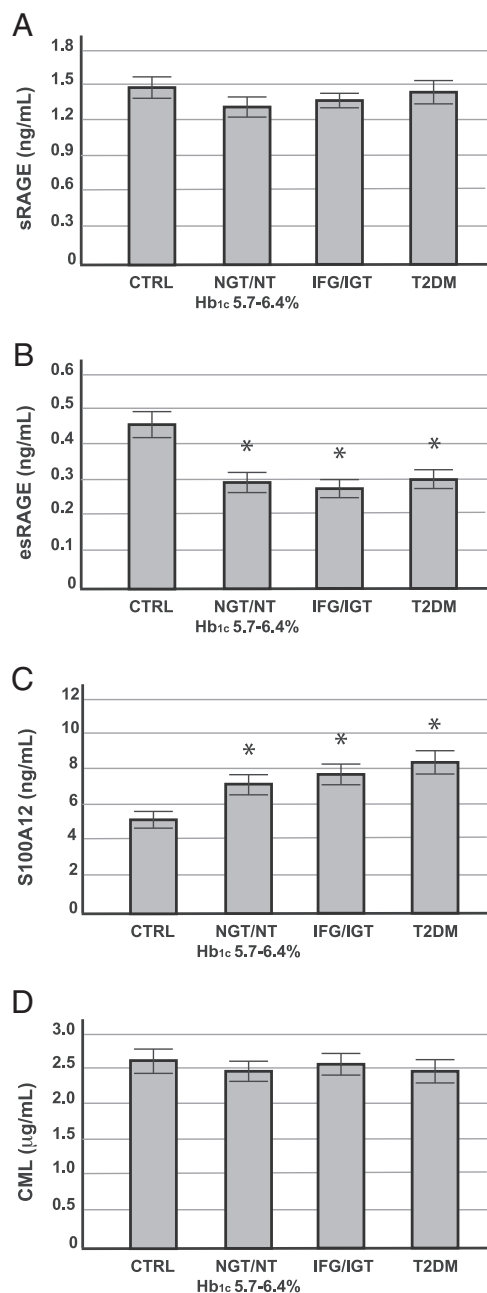 A
sRAGE (ng/mL)
1.8
1.5
1.2
0.9
0.6
0.3
0
CTRL NGT/NT IFG/IGT T2DM
Hb1c 5.7-6.4%
B
esRAGE (ng/mL)
0.6
0.5
0.4
0.3
0.2
0.1
0
* * *
CTRL NGT/NT IFG/IGT T2DM
Hb1c 5.7-6.4%
C
S100A12 (ng/mL)
12
10
8
6
4
2
0
* * *
CTRL NGT/NT IFG/IGT T2DM
Hb1c 5.7-6.4%
D
CML (μg/mL)
3.0
2.5
2.0
1.5
1.0
0.5
0
CTRL NGT/NT IFG/IGT T2DM
Hb1c 5.7-6.4%